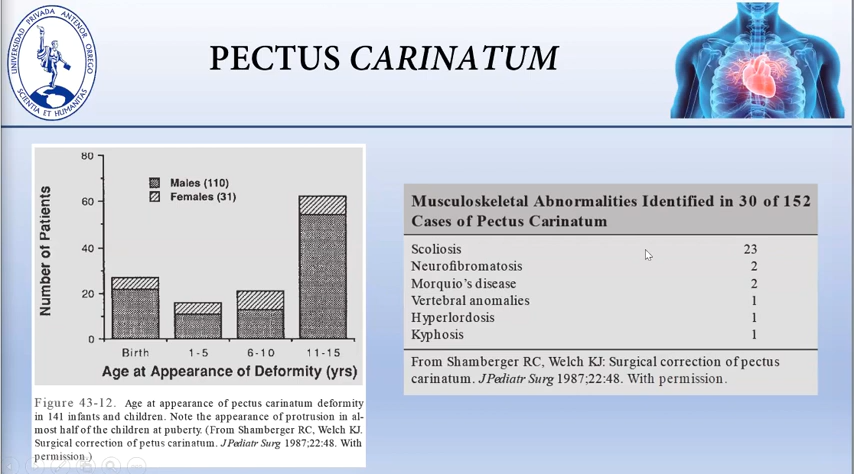 UNIVERSIDAD PRIVADA ANTENOR ORREGO
SCIENTIA ET HUMANITAS
PECTUS CARINATUM
80
60
40
20
0
Number of Patients
Males (110)
Females (31)
Birth 1-5 6-10 11-15
Age at Appearance of Deformity (yrs)
Figure 43-12. Age at appearance of pectus carinatum deformity
in 141 infants and children. Note the appearance of protrusion in al-
most half of the children at puberty. (From Shamberger RC, Welch KJ.
Surgical correction of petus carinatum. J Pediatr Surg 1987;22:48. With
permission.)
Musculoskeletal Abnormalities Identified in 30 of 152
Cases of Pectus Carinatum
Scoliosis 23
Neurofibromatosis 2
Morquio's disease 2
Vertebral anomalies 1
Hyperlordosis 1
Kyphosis 1
From Shamberger RC, Welch KJ: Surgical correction of pectus
carinatum. J Pediatr Surg 1987;22:48. With permission.